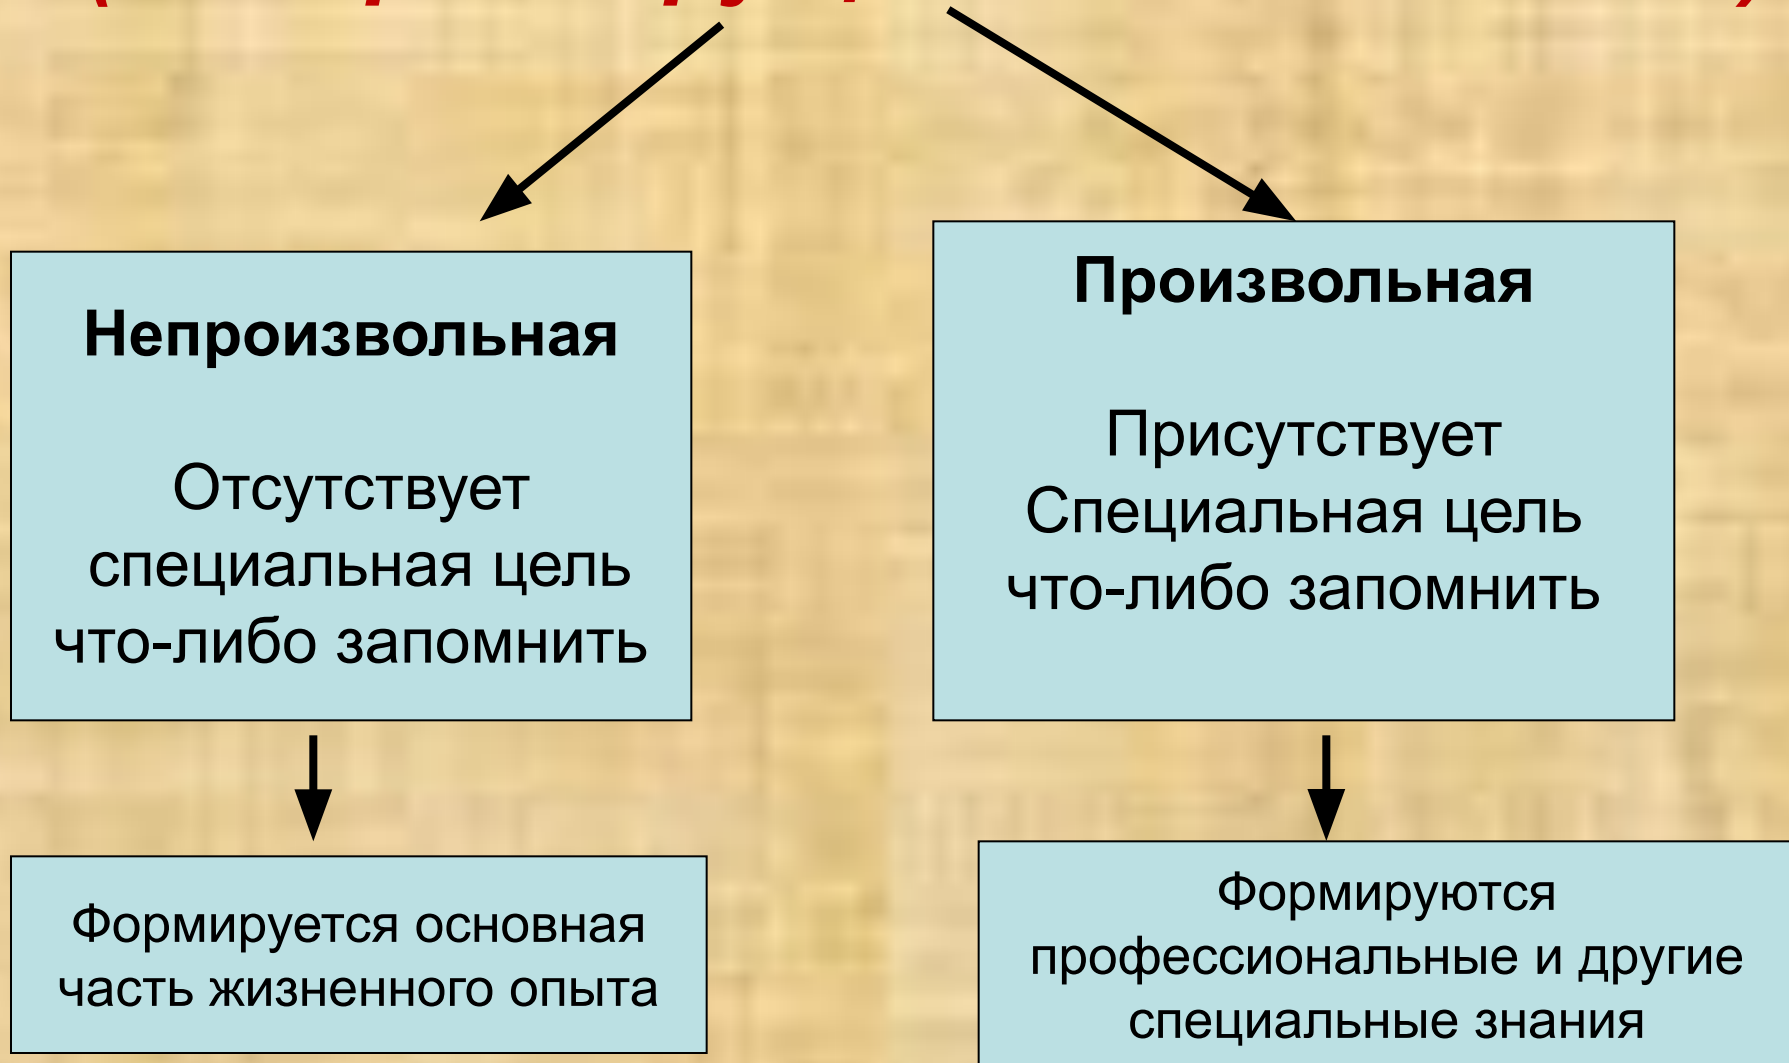 Непроизвольная
Отсутствует
специальная цель
что-либо запомнить
Произвольная
Присутствует
Специальная цель
что-либо запомнить
Формируется основная
часть жизненного опыта
Формируются
профессиональные и другие
специальные знания